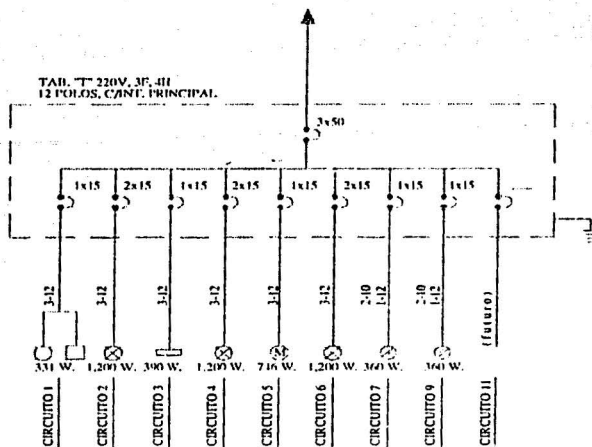 TAB. "T" 220V, 3F, 4H
12 POLOS, C/INT. PRINCIPAL
3x50
1x15 2x15 1x15 2x15 1x15 2x15 1x15 1x15
3-12 3-12 3-12 3-12 3-12 3-12 2-10 1-12 2-10 1-12 (futuro)
M
331 W. 1,200 W. 390 W. 1,200 W. 746 W. 1,200 W. 360 W. 360 W.
CIRCUITO 1 CIRCUITO 2 CIRCUITO 3 CIRCUITO 4 CIRCUITO 5 CIRCUITO 6 CIRCUITO 7 CIRCUITO 9 CIRCUITO 11